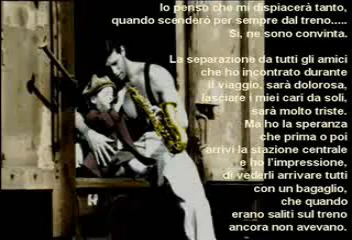 Io penso che mi dispiacerà tanto,
quando scenderò per sempre dal treno.....
Sì, ne sono convinta.
La separazione da tutti gli amici
che ho incontrato durante
il viaggio, sarà dolorosa,
lasciare i miei cari da soli,
sarà molto triste.
Ma ho la speranza
che prima o poi
arrivi la stazione centrale
e ho l'impressione,
di vederli arrivare tutti
con un bagaglio,
che quando
erano saliti sul treno
ancora non avevano.